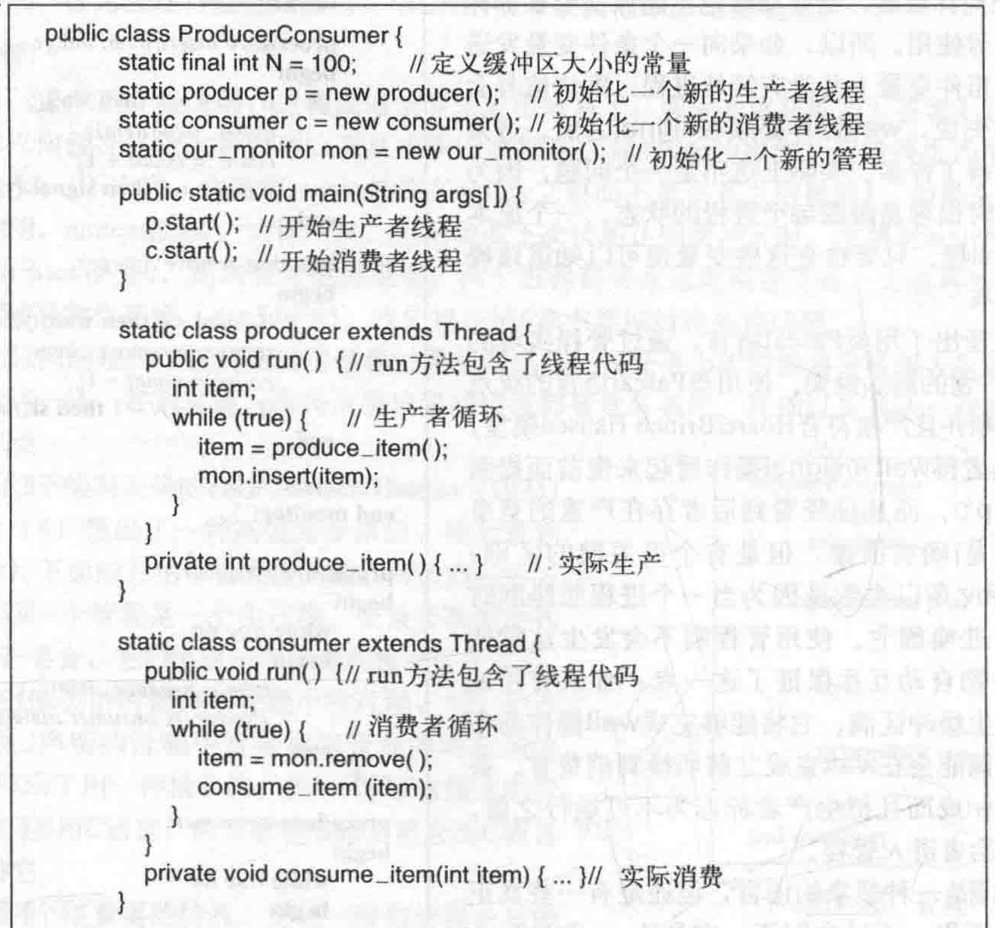 public class ProducerConsumer {
static final int N = 100; // 定义缓冲区大小的常量
static producer p = new producer( ); // 初始化一个新的生产者线程
static consumer c = new consumer( ); // 初始化一个新的消费者线程
static our_monitor mon = new our_monitor( ); // 初始化一个新的管程
public static void main(String args[ ]) {
p.start( ); // 开始生产者线程
c.start( ); // 开始消费者线程
}
static class producer extends Thread {
public void run( ) { // run方法包含了线程代码
int item;
while (true) { // 生产者循环
item = produce_item( );
mon.insert(item);
}
}
private int produce_item( ) { ... } // 实际生产
}
static class consumer extends Thread {
public void run( ) { // run方法包含了线程代码
int item;
while (true) { // 消费者循环
item = mon.remove( );
consume_item (item);
}
}
private void consume_item(int item) { ... }// 实际消费
}